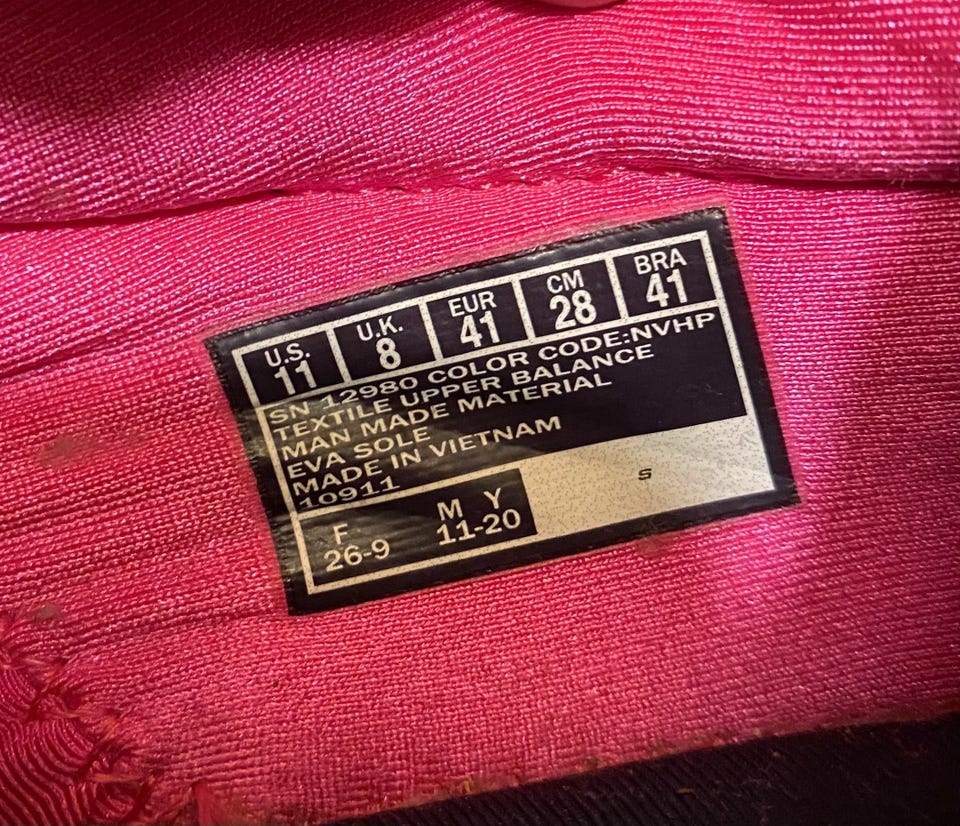 U.S. U.K. EUR CM BRA
11 8 41 28 41
SN 12980 COLOR CODE:NVHP
TEXTILE UPPER BALANCE
MAN MADE MATERIAL
EVA SOLE
MADE IN VIETNAM
10911
F M Y
26-9 11-20
S